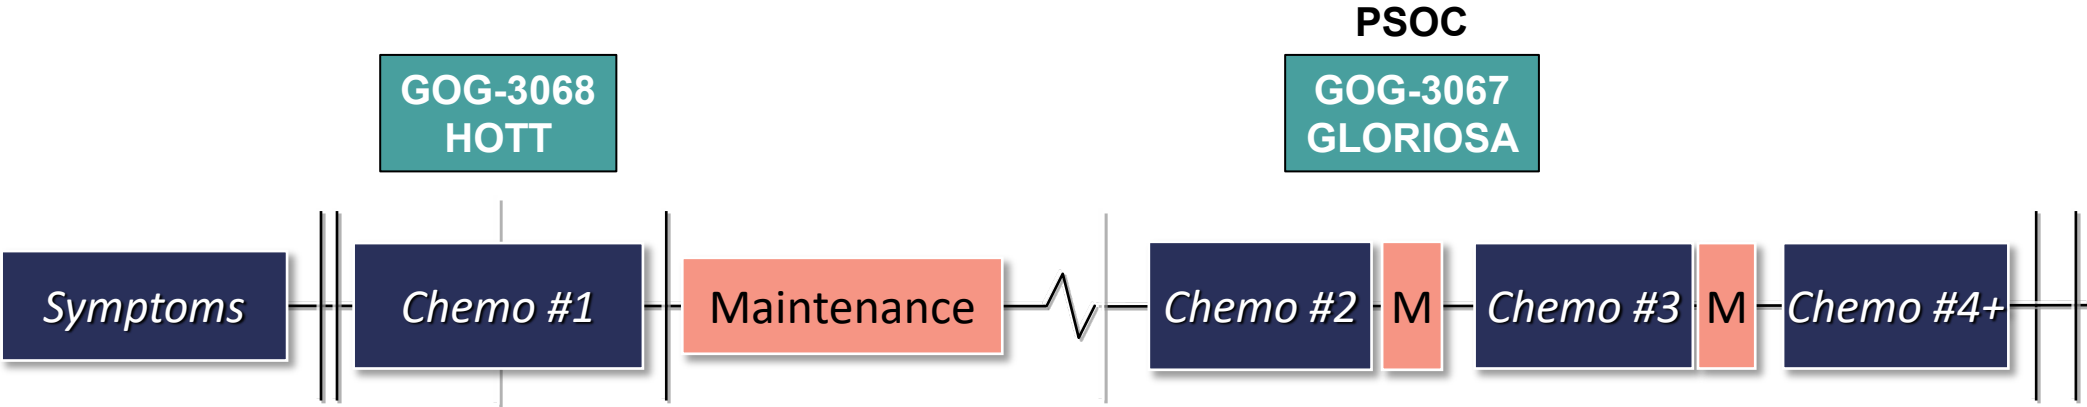 PSOC
GOG-3068
HOTT
GOG-3067
GLORIOSA
Symptoms
Chemo #1
Maintenance
Chemo #2
M
Chemo #3
M
Chemo #4+